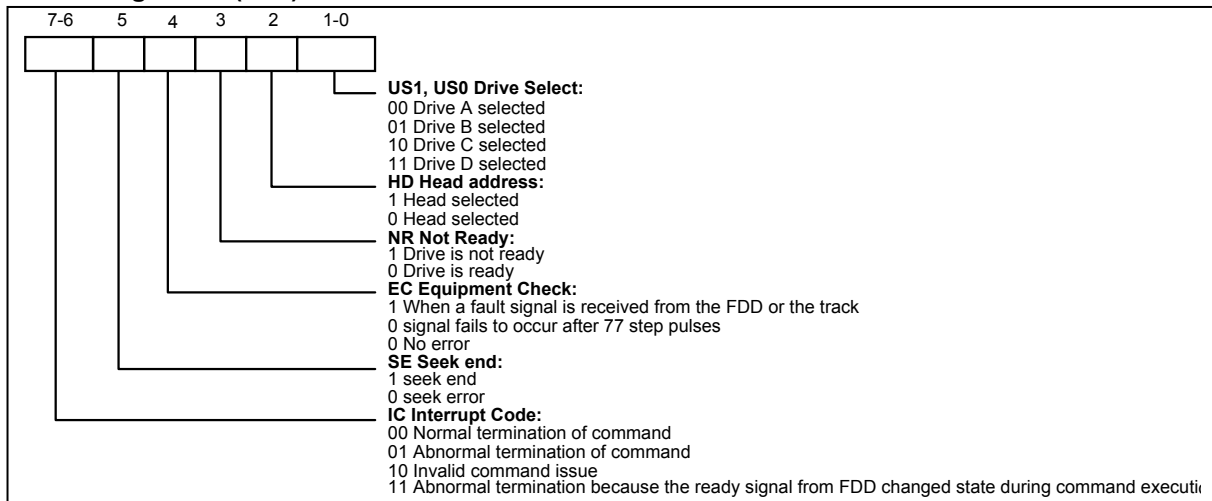 7-6 5 4 3 2 1-0
US1, US0 Drive Select:
00 Drive A selected
01 Drive B selected
10 Drive C selected
11 Drive D selected
HD Head address:
1 Head selected
0 Head selected
NR Not Ready:
1 Drive is not ready
0 Drive is ready
EC Equipment Check:
1 When a fault signal is received from the FDD or the track
0 signal fails to occur after 77 step pulses
0 No error
SE Seek end:
1 seek end
0 seek error
IC Interrupt Code:
00 Normal termination of command
01 Abnormal termination of command
10 Invalid command issue
11 Abnormal termination because the ready signal from FDD changed state during command